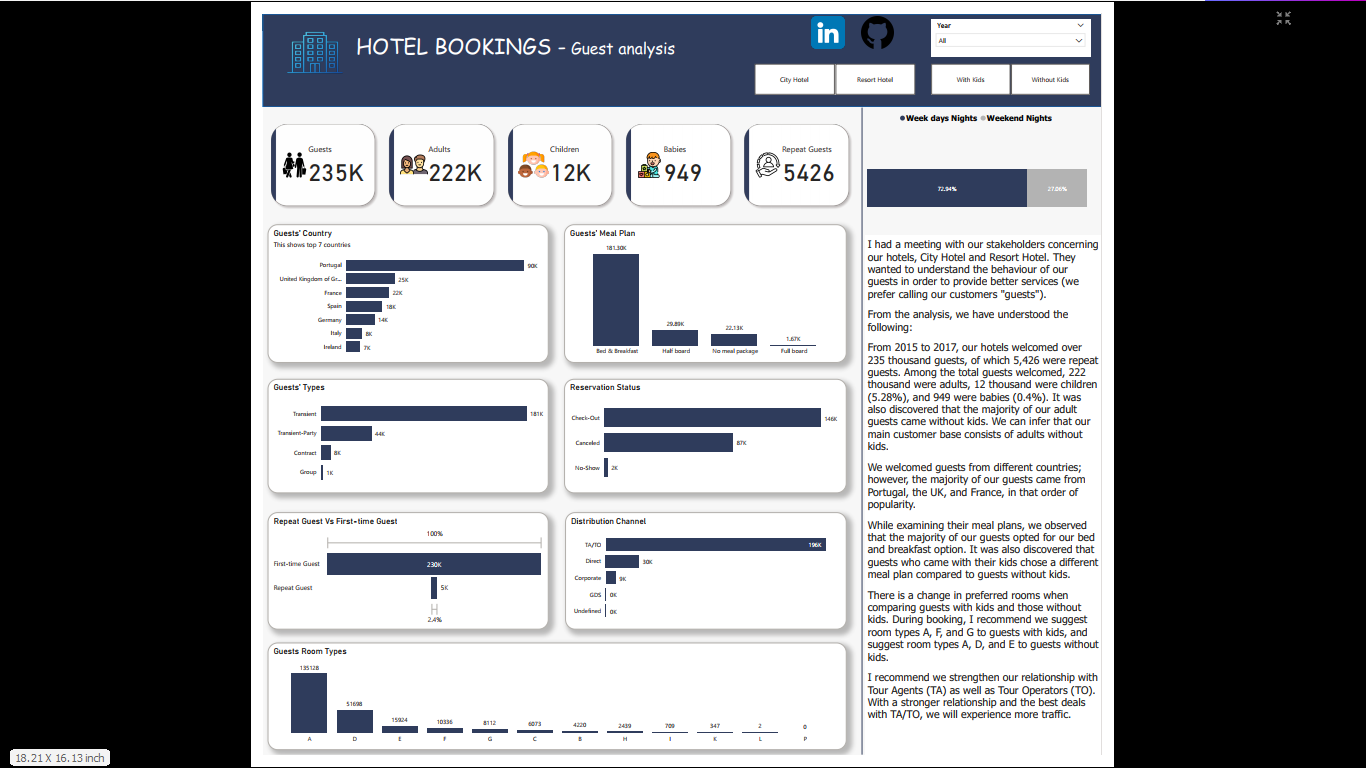 HOTEL BOOKINGS - Guest analysis
in
Year
All
City Hotel
Resort Hotel
With Kids
Without Kids
Guests
235K
Adults
222K
Children
12K
Babies
949
Repeat Guests
5426
Week days Nights
Weekend Nights
72.94%
27.06%
Guests' Country
This shows top 7 countries
Portugal
90K
United Kingdom of Gr...
25K
France
22K
Spain
18K
Germany
14K
Italy
8K
Ireland
7K
Guests' Meal Plan
181.30K
29.89K
22.13K
1.67K
Bed & Breakfast
Half board
No meal package
Full board
Guests' Types
Transient
181K
Transient-Party
44K
Contract
8K
Group
1K
Reservation Status
Check-Out
146K
Canceled
87K
No-Show
2K
Repeat Guest Vs First-time Guest
100%
First-time Guest
230K
Repeat Guest
5K
2.4%
Distribution Channel
TA/TO
196K
Direct
30K
Corporate
9K
GDS
0K
Undefined
0K
Guests Room Types
135128
51698
15924
10336
8112
6073
4220
2439
709
347
2
0
A
D
E
F
G
C
B
H
I
K
L
P
I had a meeting with our stakeholders concerning
our hotels, City Hotel and Resort Hotel. They
wanted to understand the behaviour of our
guests in order to provide better services (we
prefer calling our customers "guests").
From the analysis, we have understood the
following:
From 2015 to 2017, our hotels welcomed over
235 thousand guests, of which 5,426 were repeat
guests. Among the total guests welcomed, 222
thousand were adults, 12 thousand were children
(5.28%), and 949 were babies (0.4%). It was
also discovered that the majority of our adult
guests came without kids. We can infer that our
main customer base consists of adults without
kids.
We welcomed guests from different countries;
however, the majority of our guests came from
Portugal, the UK, and France, in that order of
popularity.
While examining their meal plans, we observed
that the majority of our guests opted for our bed
and breakfast option. It was also discovered that
guests who came with their kids chose a different
meal plan compared to guests without kids.
There is a change in preferred rooms when
comparing guests with kids and those without
kids. During booking, I recommend we suggest
room types A, F, and G to guests with kids, and
suggest room types A, D, and E to guests without
kids.
I recommend we strengthen our relationship with
Tour Agents (TA) as well as Tour Operators (TO).
With a stronger relationship and the best deals
with TA/TO, we will experience more traffic.
18.21 X 16.13 inch